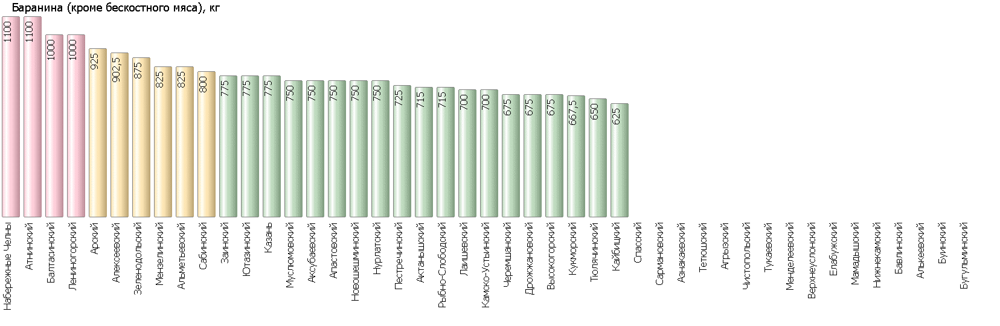 Баранина (кроме бескостного мяса), кг
1100
1100
1000
1000
925
902,5
875
825
825
800
775
775
775
750
750
750
750
750
725
715
715
700
700
675
675
675
667,5
650
625
Набережные Челны
Атнинский
Балтасинский
Лениногорский
Арский
Алексеевский
Зеленодольский
Мензелинский
Альметьевский
Сабинский
Заинский
Ютазинский
Казань
Муслюмовский
Аксубаевский
Апастовский
Новошешминский
Нурлатский
Пестречинский
Актанышский
Рыбно-Слободский
Лаишевский
Камско-Устьинский
Черемшанский
Дрожжановский
Высокогорский
Кукморский
Тюлячинский
Кайбицкий
Спасский
Сармановский
Азнакаевский
Тетюшский
Агрызский
Чистопольский
Тукаевский
Менделеевский
Верхнеуслонский
Елабужский
Мамадышский
Нижнекамский
Бавлинский
Алькеевский
Буинский
Бугульминский